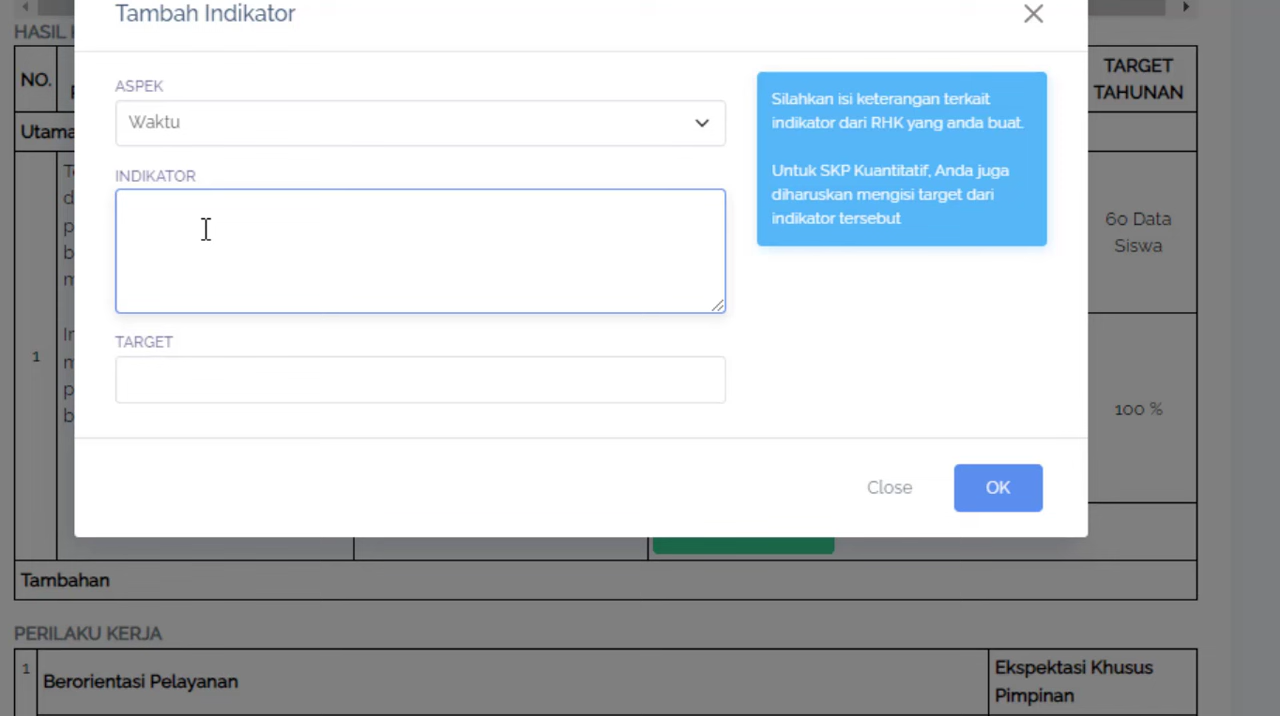 Tambah Indikator
HASIL
NO.
TARGET
TAHUNAN
ASPEK
Waktu
Silahkan isi keterangan terkait
indikator dari RHK yang anda buat.
Untuk SKP Kuantitatif, Anda juga
diharuskan mengisi target dari
indikator tersebut
Utama
INDIKATOR
60 Data
Siswa
TARGET
1
100 %
Close
OK
Tambahan
PERILAKU KERJA
1
Berorientasi Pelayanan
Ekspektasi Khusus
Pimpinan